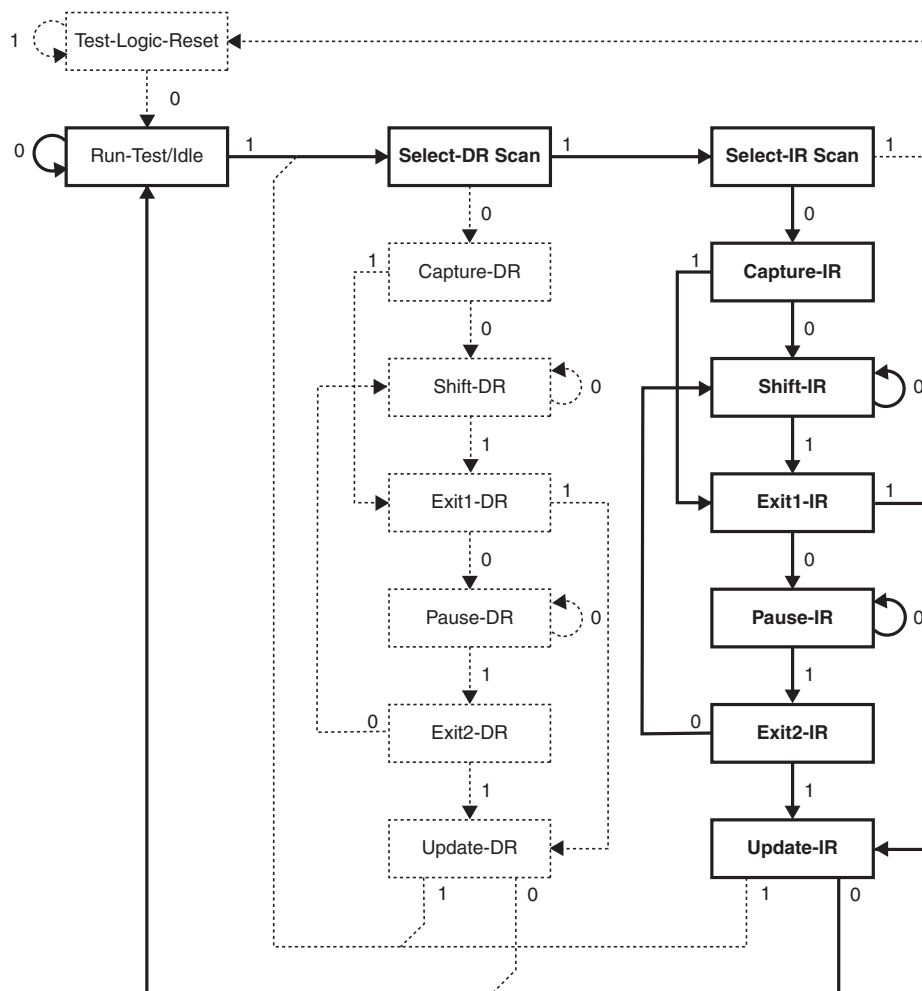 1
Test-Logic-Reset
0
0
Run-Test/Idle
1
Select-DR Scan
1
Select-IR Scan
1
0
0
1
Capture-DR
1
Capture-IR
0
0
Shift-DR
0
Shift-IR
0
1
1
Exit1-DR
1
Exit1-IR
1
0
0
Pause-DR
0
Pause-IR
0
1
1
0
Exit2-DR
0
Exit2-IR
1
1
Update-DR
Update-IR
1
0
1
0